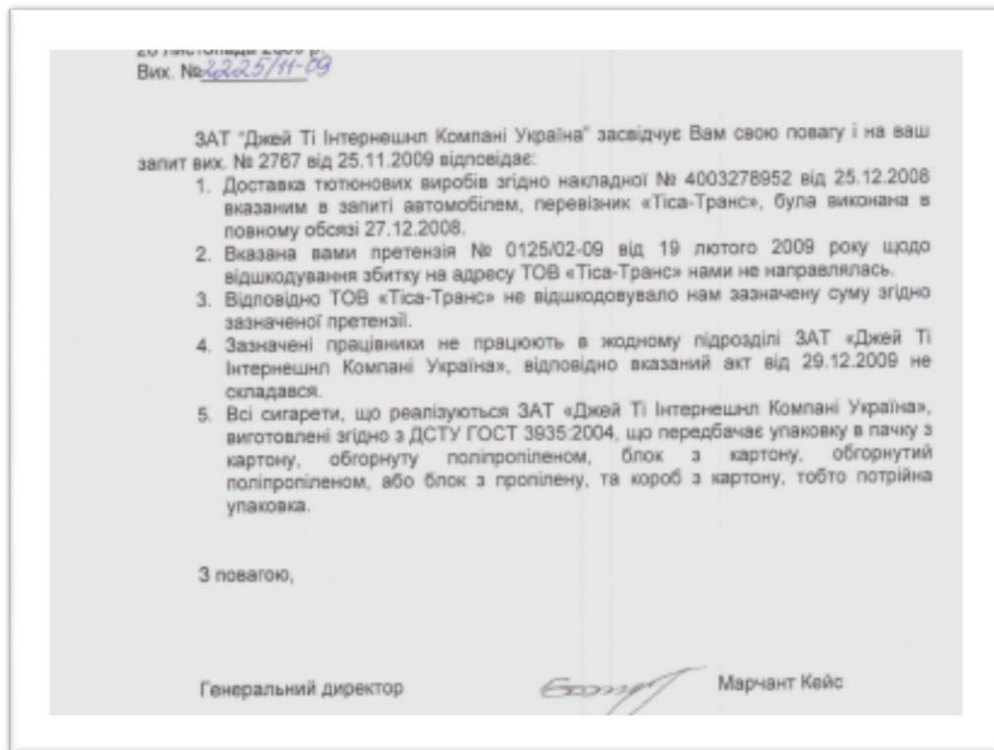 Вих. №2225/11-09
ЗАТ "Джей Ті Інтернешнл Компані Україна" засвідчує Вам свою повагу і на ваш
запит вих. № 2767 від 25.11.2009 відповідає:
1. Доставка тютюнових виробів згідно накладної № 4003278952 від 25.12.2008
вказаним в запиті автомобілем, перевізник «Тіса-Транс», була виконана в
повному обсязі 27.12.2008.
2. Вказана вами претензія № 0125/02-09 від 19 лютого 2009 року щодо
відшкодування збитку на адресу ТОВ «Тіса-Транс» нами не направлялась.
3. Відповідно ТОВ «Тіса-Транс» не відшкодовувало нам зазначену суму згідно
зазначеної претензії.
4. Зазначені працівники не працюють в жодному підрозділі ЗАТ «Джей Ті
Інтернешнл Компані Україна», відповідно вказаний акт від 29.12.2009 не
складався.
5. Всі сигарети, що реалізуються ЗАТ «Джей Ті Інтернешнл Компані Україна»,
виготовлені згідно з ДСТУ ГОСТ 3935:2004, що передбачає упаковку в пачку з
картону, обгорнуту поліпропіленом, блок з картону, обгорнутий
поліпропіленом, або блок з пропілену, та короб з картону, тобто потрійна
упаковка.
З повагою,
Генеральний директор
Марчант Кейс